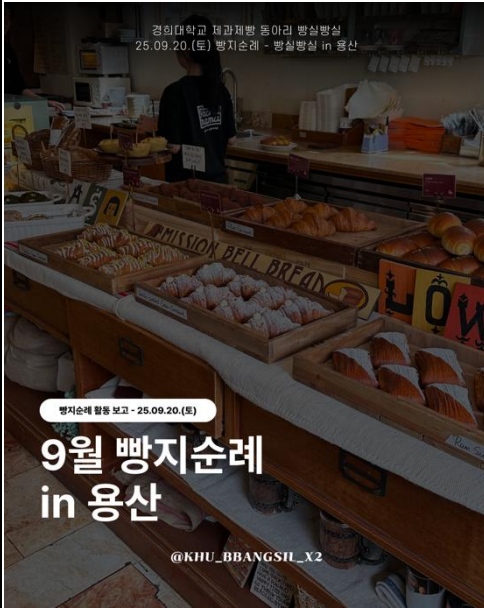 경희대학교 제과제빵 동아리 빵실빵실
25.09.20.(토) 빵지순례 - 빵실빵실 in 용산
MISSION BELL BREAD
LOW
빵지순례 활동 보고 - 25.09.20.(토)
9월 빵지순례
in 용산
@KHU_BBANGSIL_X2